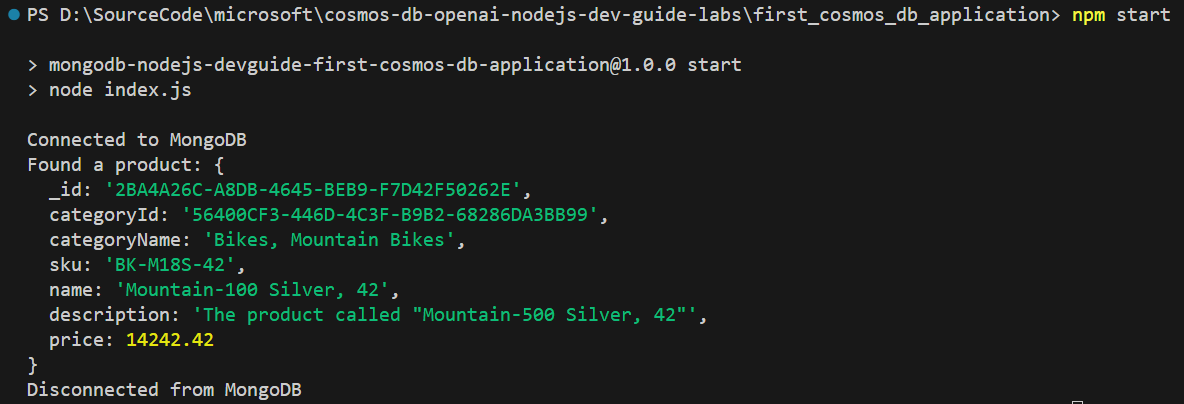 PS D:\SourceCode\microsoft\cosmos-db-openai-nodejs-dev-guide-labs\first_cosmos_db_application> npm start
> mongodb-nodejs-devguide-first-cosmos-db-application@1.0.0 start
> node index.js
Connected to MongoDB
Found a product: {
  _id: '2BA4A26C-A8DB-4645-BEB9-F7D42F50262E',
  categoryId: '56400CF3-446D-4C3F-B9B2-68286DA3BB99',
  categoryName: 'Bikes, Mountain Bikes',
  sku: 'BK-M18S-42',
  name: 'Mountain-100 Silver, 42',
  description: 'The product called "Mountain-500 Silver, 42"',
  price: 14242.42
}
Disconnected from MongoDB